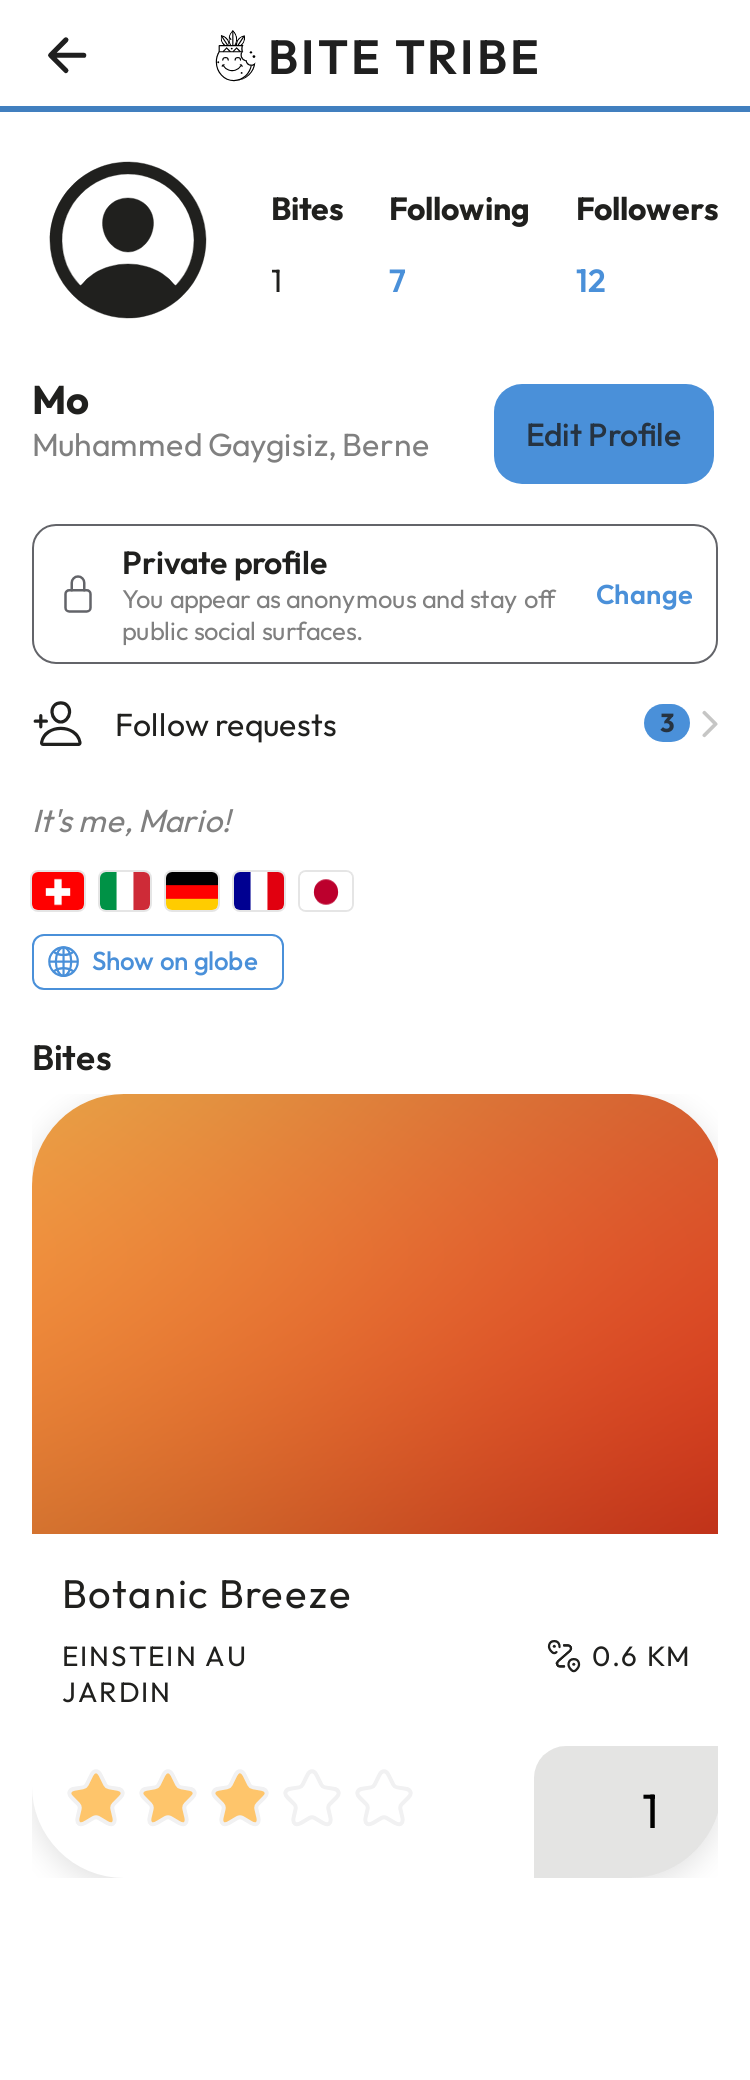 BITE TRIBE
Bites Following Followers
1 7 12
Mo
Muhammed Gaygisiz, Berne
Edit Profile
Private profile
You appear as anonymous and stay off
public social surfaces.
Change
Follow requests
3
It's me, Mario!
Show on globe
Bites
Botanic Breeze
EINSTEIN AU
JARDIN
0.6 KM
1